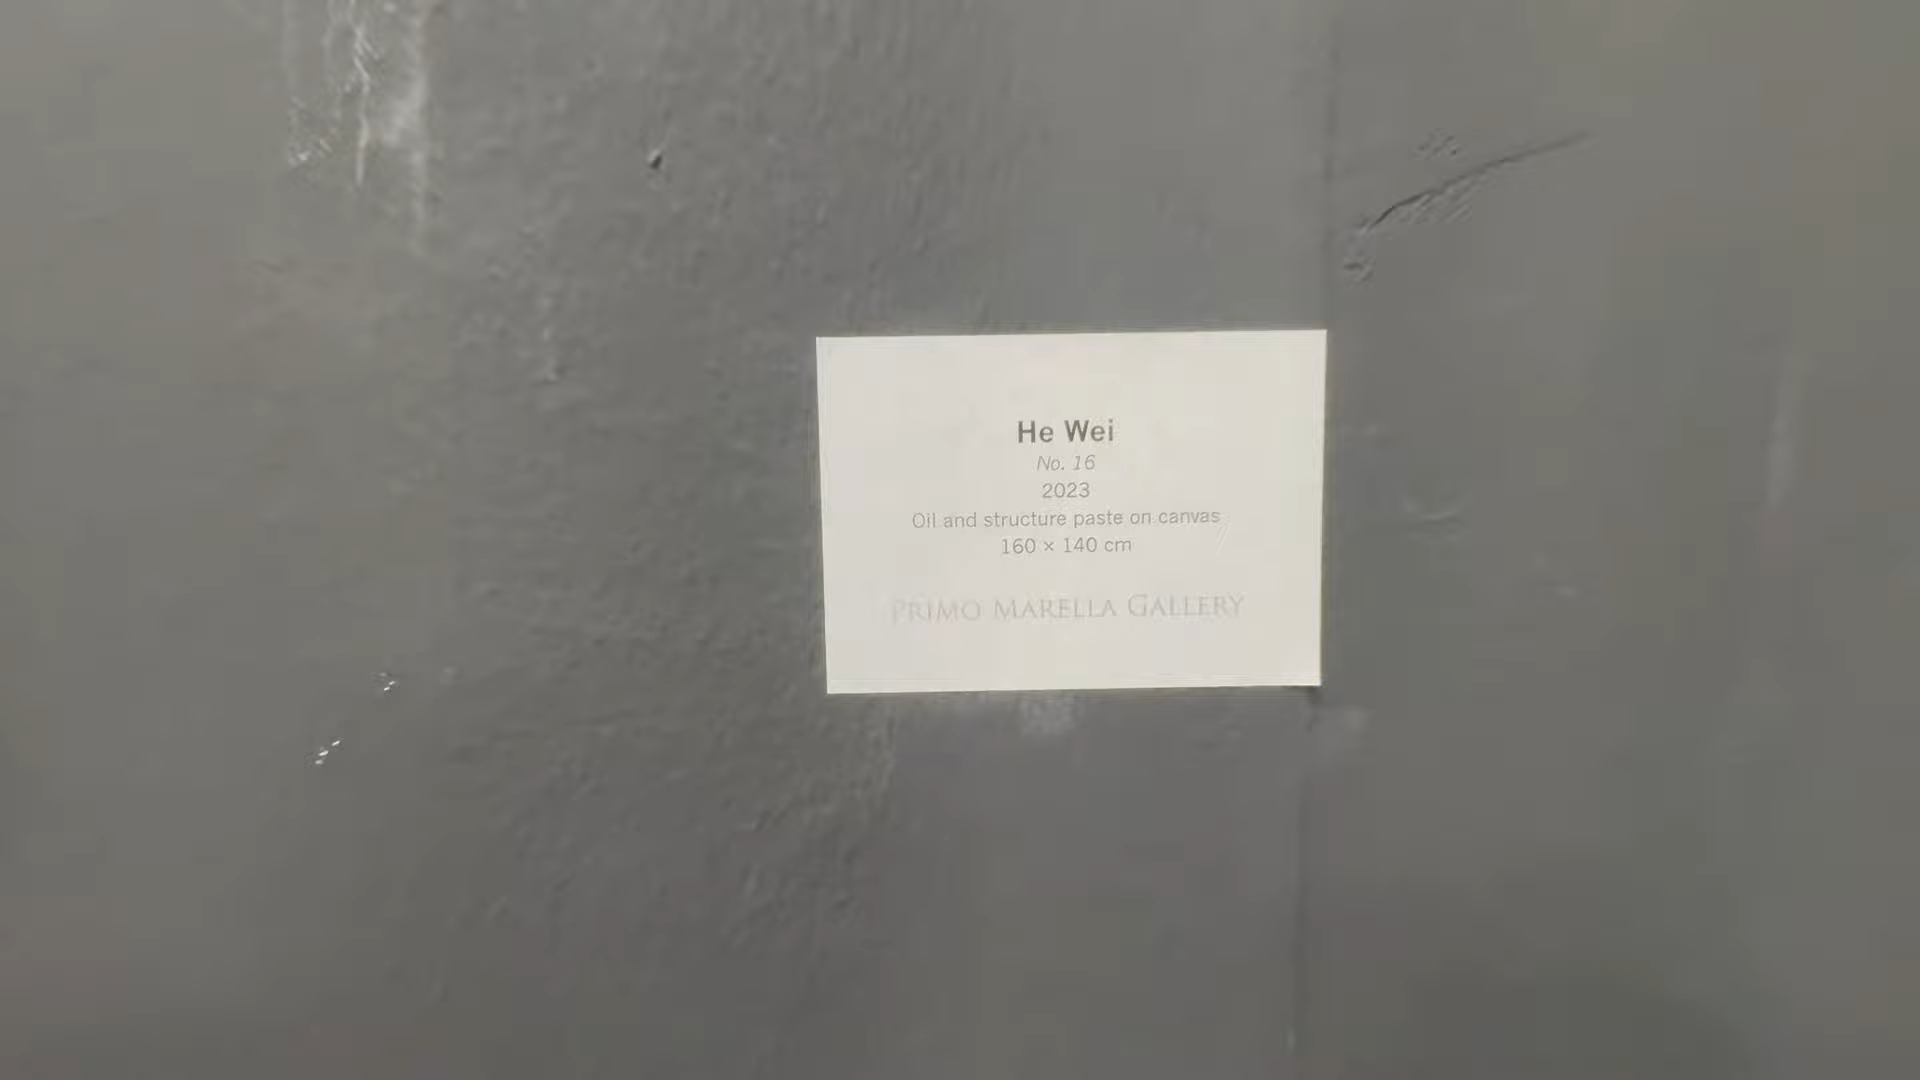 He Wei
No. 16
2023
Oil and structure paste on canvas
160 × 140 cm
PRIMO MARELLA GALLERY